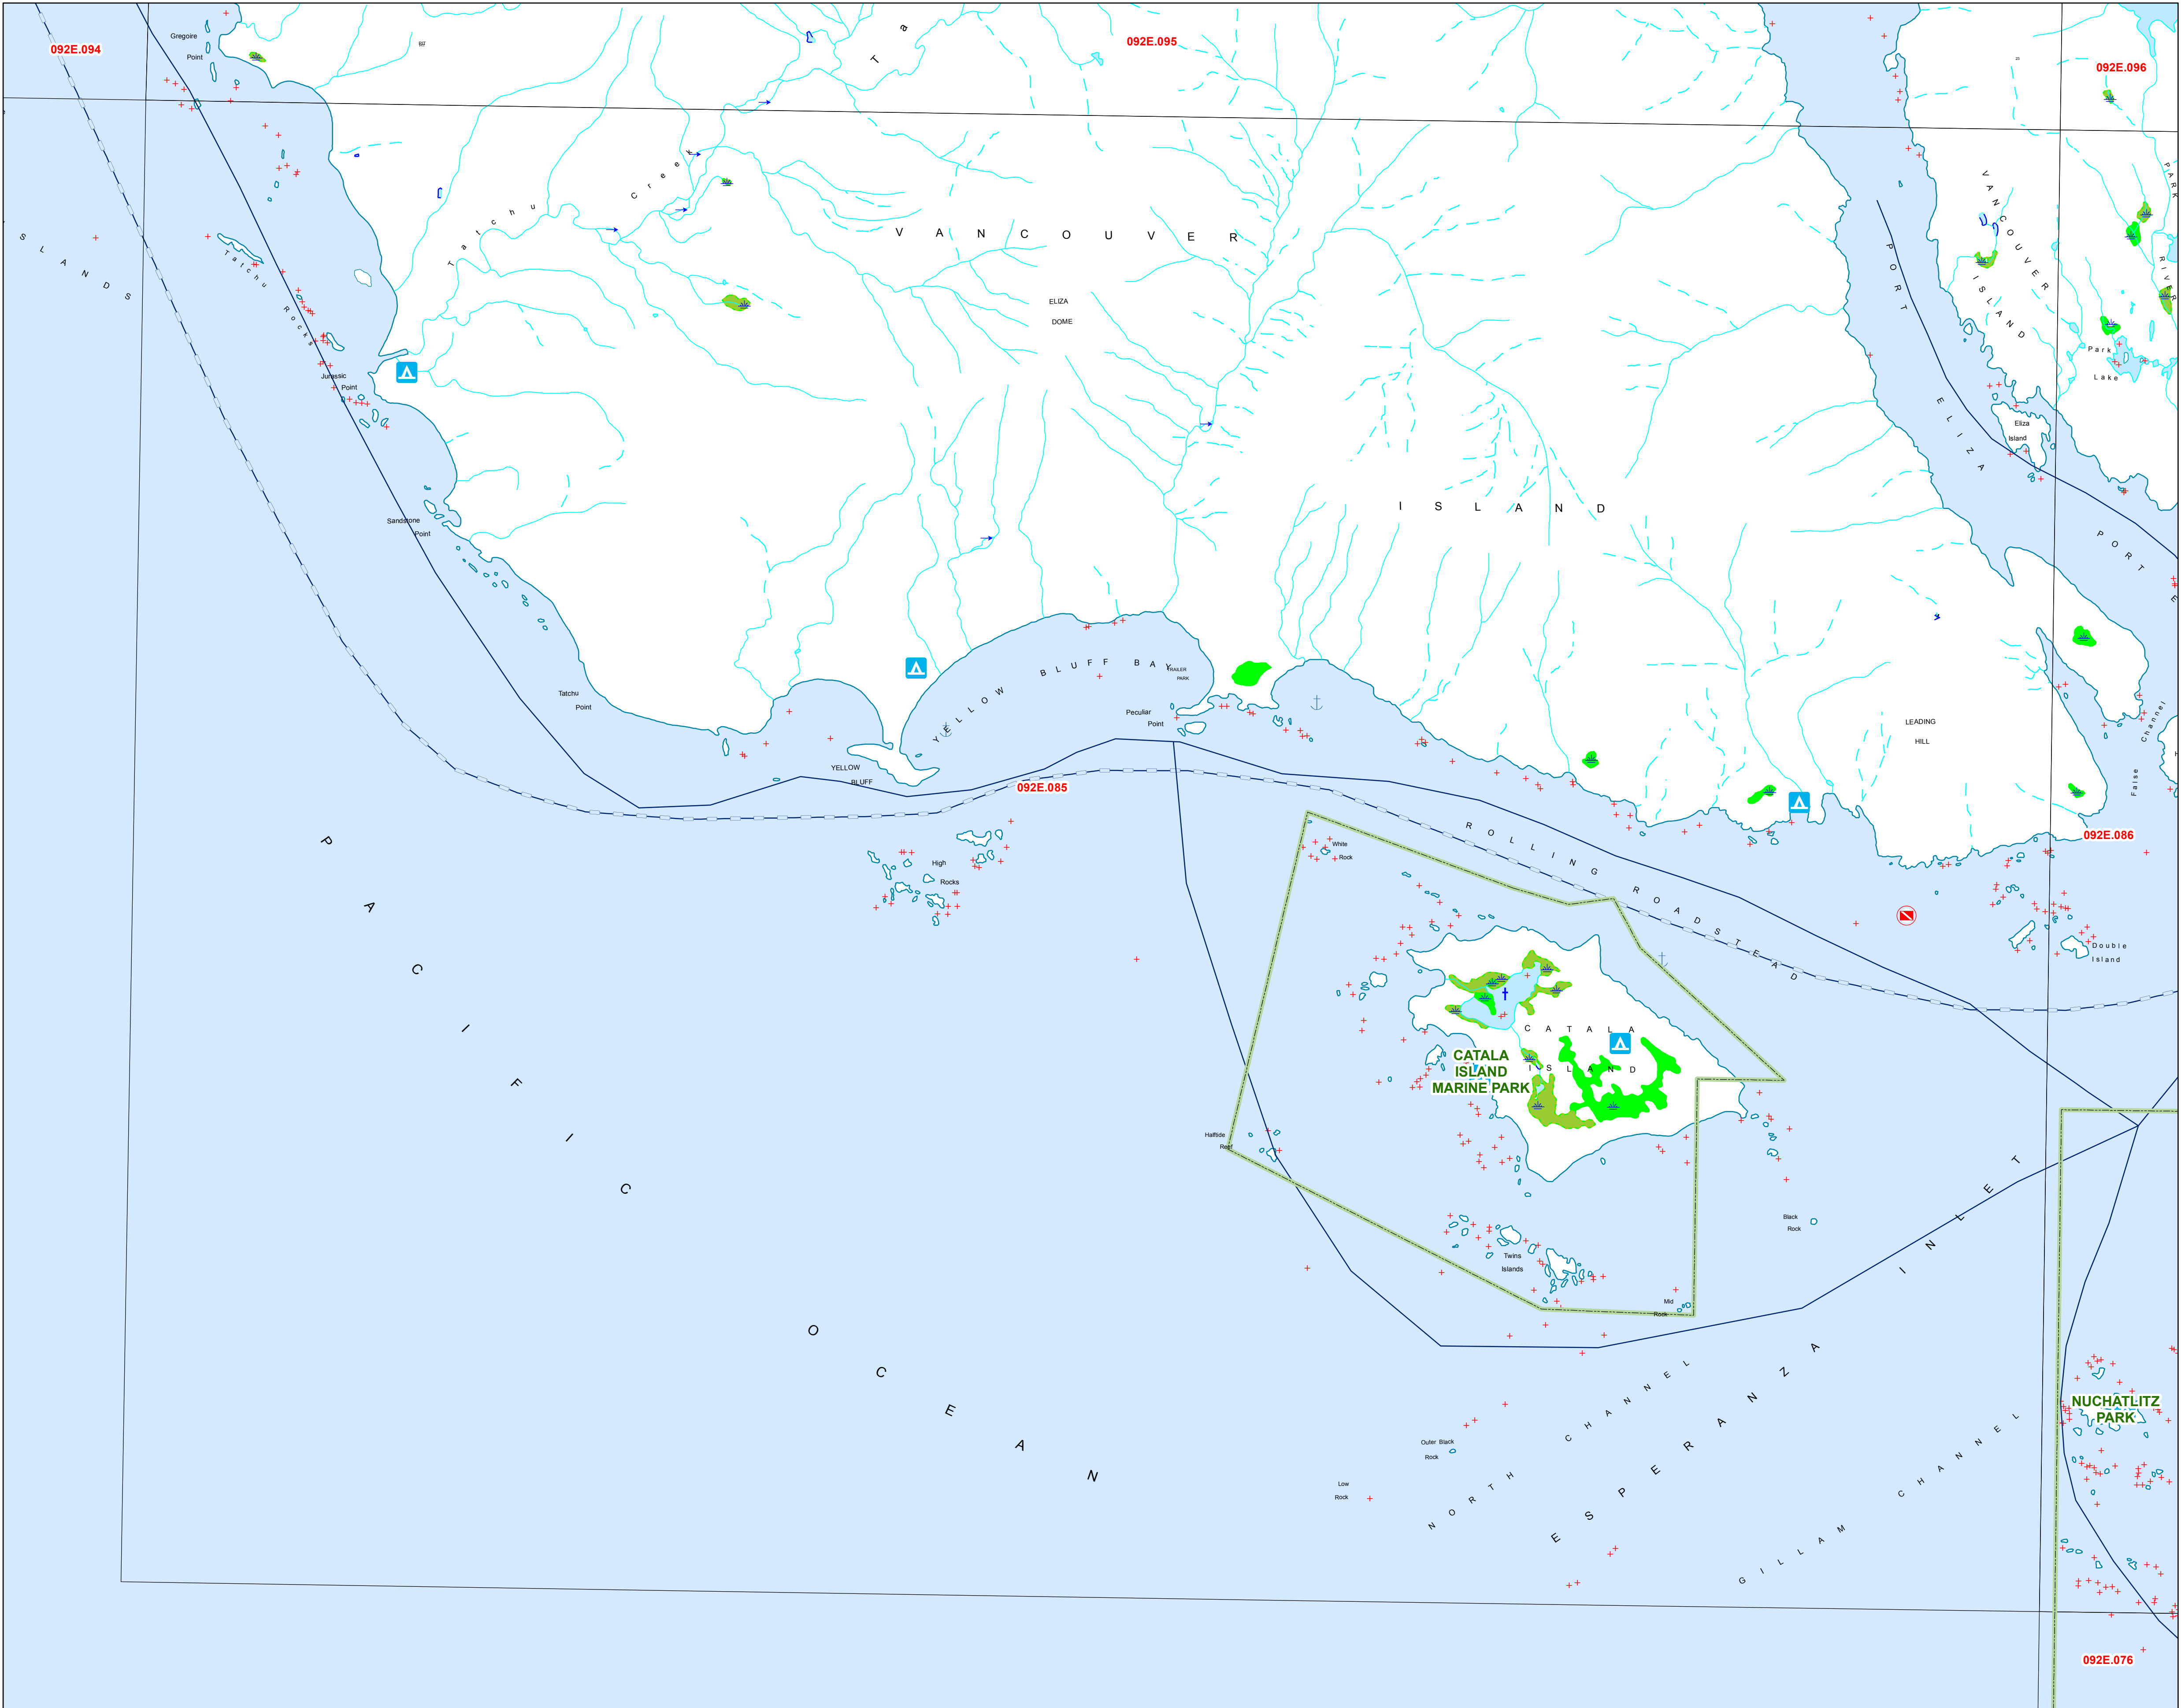 092E.094
092E.095
092E.096
Gregoire
Point
T a
Tatchu Creek
SLANDS
Tatchu Rocks
VANCOUVER
ISLAND
ELIZA
DOME
VANCOUVER
ISLAND
PARK
RIVER
PORT
ELIZA
Park
Lake
Eliza
Island
Jurassic
Point
Sandstone
Point
Tatchu
Point
YELLOW BLUFF BAY
TRAILER
PARK
Peculiar
Point
YELLOW
BLUFF
PORT
E
LEADING
HILL
False Channel
H
092E.085
092E.086
High
Rocks
White
Rock
ROLLING ROADSTEAD
Double
Island
CATALA
ISLAND
CATALA
ISLAND
MARINE PARK
Halftide
Reef
Black
Rock
Twins
Islands
Mid
Rock
PACIFIC
OCEAN
NORTH CHANNEL
ESPERANZA
INLET
GILLAM CHANNEL
Outer Black
Rock
Low
Rock
NUCHATLITZ
PARK
092E.076